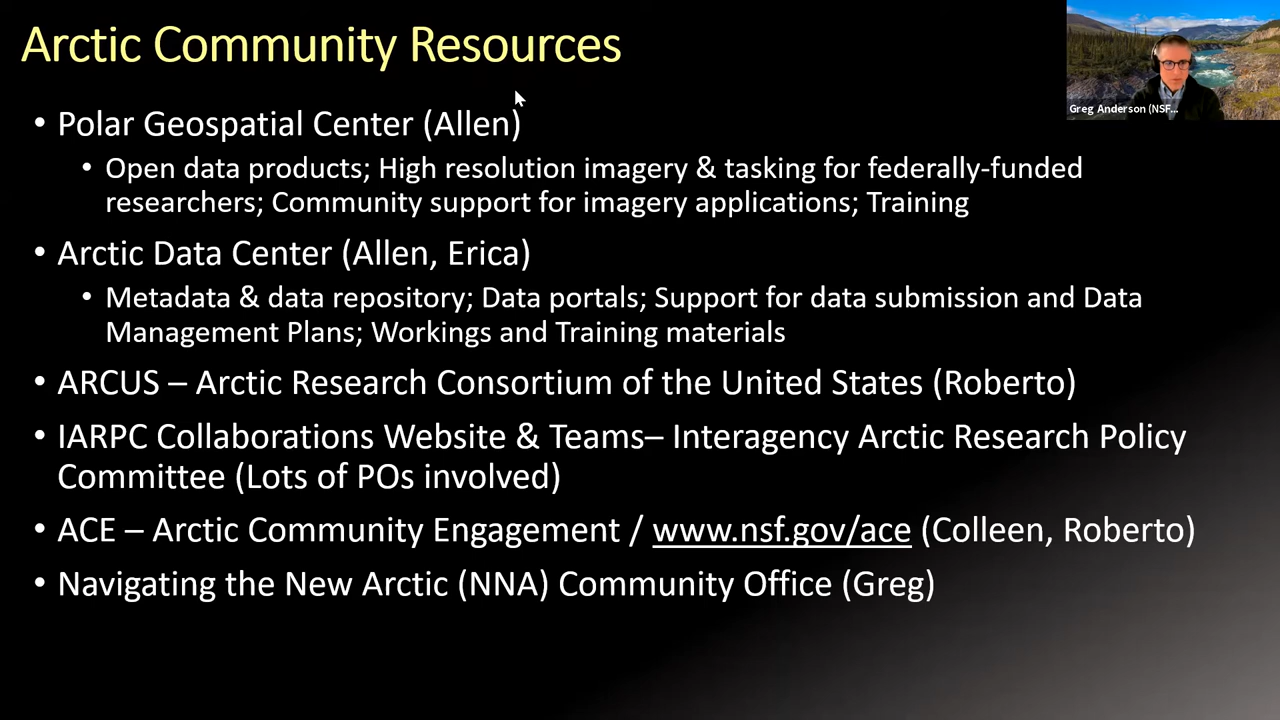 Arctic Community Resources
Greg Anderson (NSF...
• Polar Geospatial Center (Allen)
• Open data products; High resolution imagery & tasking for federally-funded
researchers; Community support for imagery applications; Training
• Arctic Data Center (Allen, Erica)
• Metadata & data repository; Data portals; Support for data submission and Data
Management Plans; Workings and Training materials
• ARCUS – Arctic Research Consortium of the United States (Roberto)
• IARPC Collaborations Website & Teams– Interagency Arctic Research Policy
Committee (Lots of POs involved)
• ACE – Arctic Community Engagement / www.nsf.gov/ace (Colleen, Roberto)
• Navigating the New Arctic (NNA) Community Office (Greg)